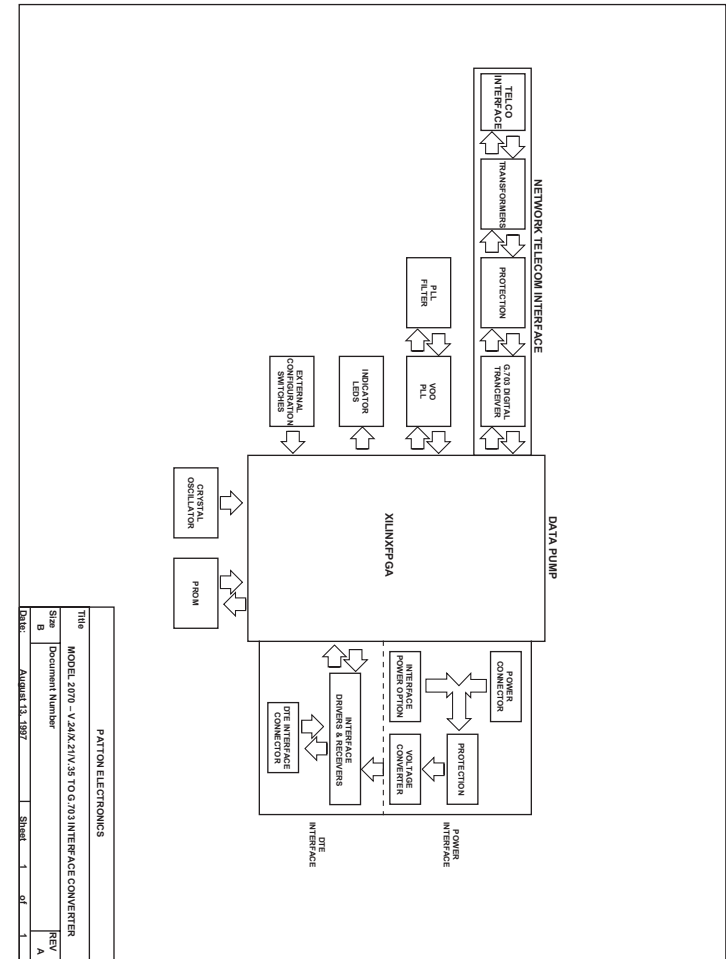 NETWORK TELECOM INTERFACE
TELCO
INTERFACE
TRANSFORMERS
PROTECTION
G.703 DIGITAL
TRANCEIVER
PLL
FILTER
VOO
PLL
INDICATOR
LEDS
EXTERNAL
CONFIGURATION
SWITCHES
DATA PUMP
XILINXFPGA
CRYSTAL
OSCILLATOR
PROM
POWER
CONNECTOR
INTERFACE
POWER OPTION
PROTECTION
VOLTAGE
CONVERTER
INTERFACE
DRIVERS & RECEIVERS
DTE INTERFACE
CONNECTOR
POWER
INTERFACE
DTE
INTERFACE
PATTON ELECTRONICS
Title
MODEL 2070 – V.24/X.21/V.35 TO G.703 INTERFACE CONVERTER
Size Document Number REV
B A
Date: August 13, 1997 Sheet 1 of 1